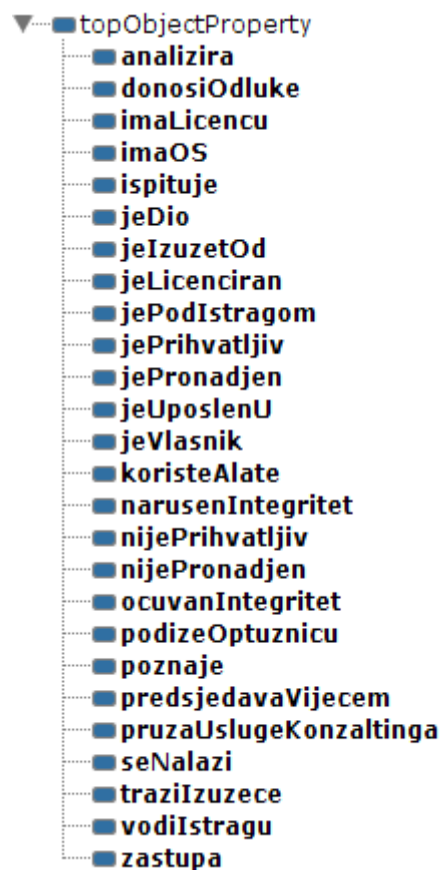 topObjectProperty
analizira
donosiOdluke
imaLicencu
imaOS
ispituje
jeDio
jeIzuzetOd
jeLicenciran
jePodIstragom
jePrihvatljiv
jePronadjen
jeUposlenU
jeVlasnik
koristeAlate
narusenIntegritet
nijePrihvatljiv
nijePronadjen
ocuvanIntegritet
podizeOptuznicu
poznaje
predsjedavaVijecem
pruzaUslugeKonzaltinga
seNalazi
traziIzuzece
vodiIstragu
zastupa